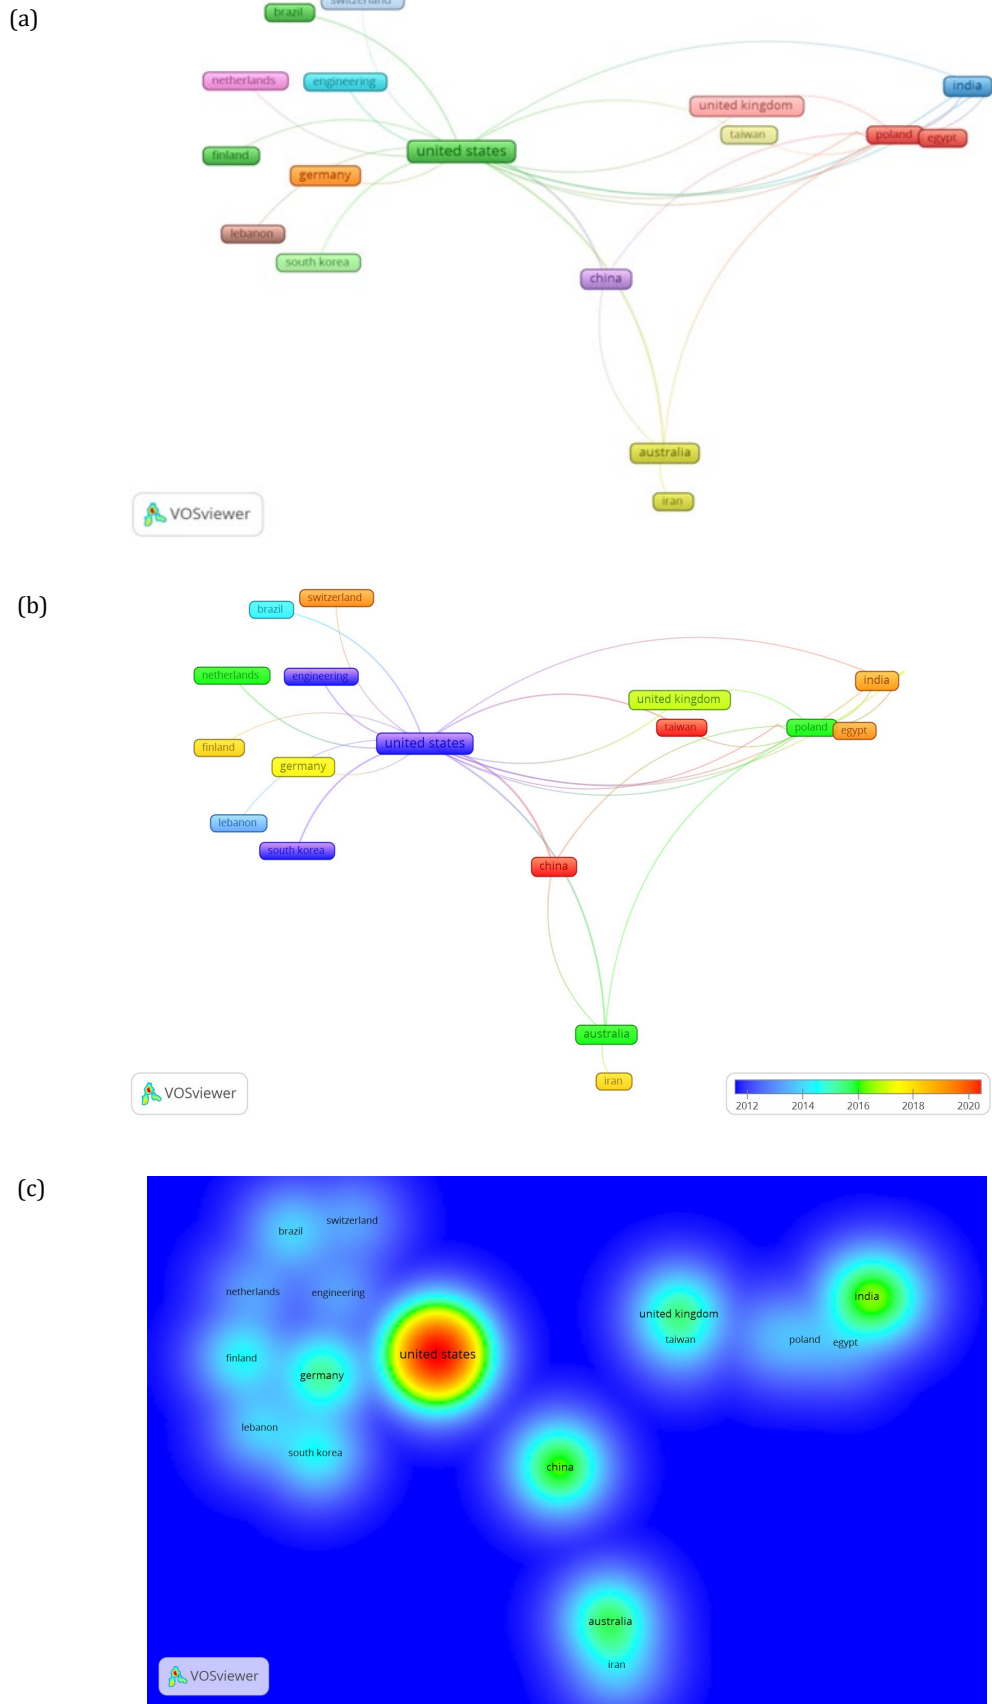 (a)
switzerland
brazil
netherlands
engineering
india
united kingdom
taiwan
poland
egypt
united states
finland
germany
lebanon
south korea
china
australia
iran
VOSviewer
(b)
switzerland
brazil
netherlands
engineering
india
united kingdom
taiwan
poland
egypt
united states
finland
germany
lebanon
south korea
china
australia
iran
VOSviewer
2012 2014 2016 2018 2020
(c)
switzerland
brazil
netherlands
engineering
india
united kingdom
taiwan
poland
egypt
united states
finland
germany
lebanon
south korea
china
australia
iran
VOSviewer